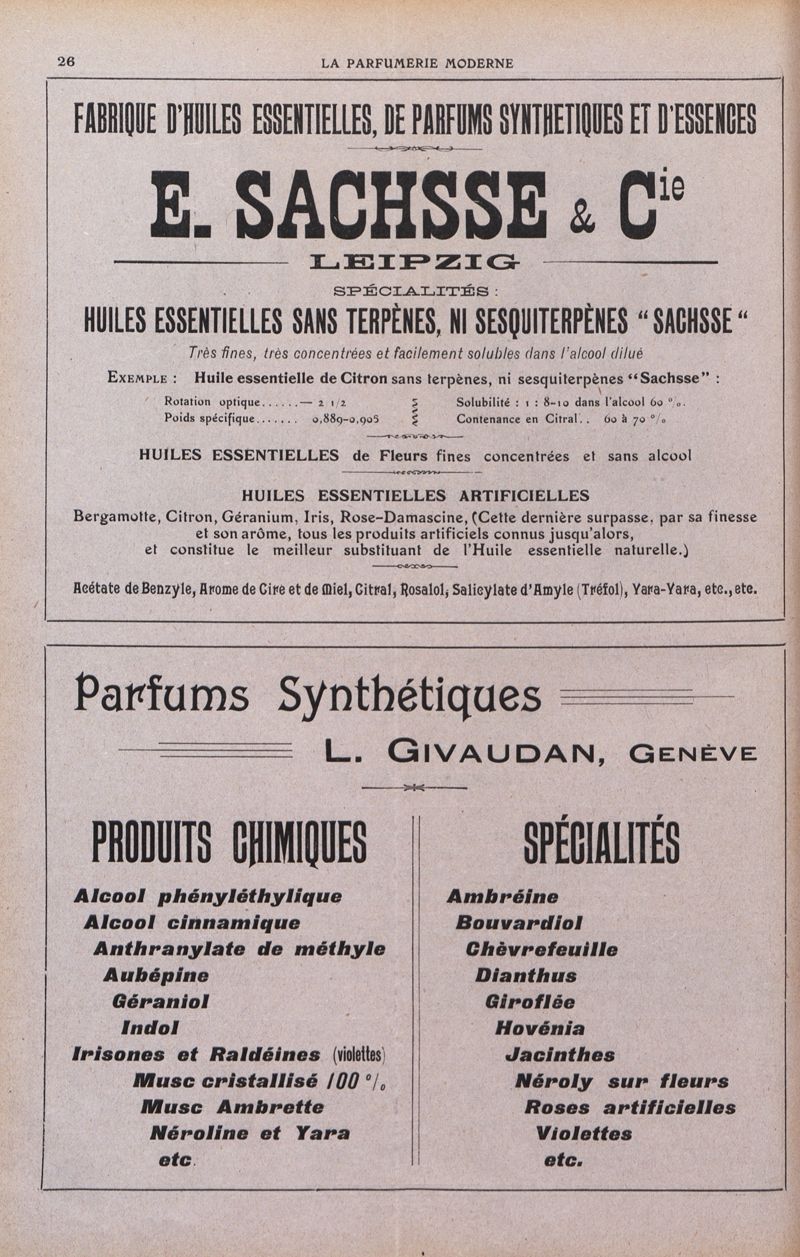 26
LA PARFUMERIE MODERNE
FABRIQUE D'HUILES ESSENTIELLES, DE PARFUMS SYNTHETIQUES ET D'ESSENCES
E. SACHSSE & Cie
LEIPZIG
SPÉCIALITÉS :
HUILES ESSENTIELLES SANS TERPÈNES, NI SESQUITERPÈNES “ SACHSSE “
Très fines, très concentrées et facilement solubles dans l'alcool dilué
EXEMPLE : Huile essentielle de Citron sans terpènes, ni sesquiterpènes “Sachsse” :
Rotation optique......— 2 1/2
Poids spécifique....... 0,889-0,905
Solubilité : 1 : 8-10 dans l'alcool 60 %.
Contenance en Citral.. 60 à 70 %
HUILES ESSENTIELLES de Fleurs fines concentrées et sans alcool
HUILES ESSENTIELLES ARTIFICIELLES
Bergamotte, Citron, Géranium, Iris, Rose-Damascine, (Cette dernière surpasse, par sa finesse
et son arôme, tous les produits artificiels connus jusqu'alors,
et constitue le meilleur substituant de l'Huile essentielle naturelle.)
Acétate de Benzyle, Arome de Cire et de Miel, Citral, Rosalol, Salicylate d'Amyle (Tréfol), Yara-Yara, etc., etc.
Parfums Synthétiques
L. GIVAUDAN, GENÈVE
PRODUITS CHIMIQUES
Alcool phényléthylique
Alcool cinnamique
Anthranylate de méthyle
Aubépine
Géraniol
Indol
Irisones et Raldéines (violettes)
Musc cristallisé 100 %
Musc Ambrette
Néroline et Yara
etc.
SPÉCIALITÉS
Ambréine
Bouvardiol
Chèvrefeuille
Dianthus
Giroflée
Hovénia
Jacinthes
Néroly sur fleurs
Roses artificielles
Violettes
etc.